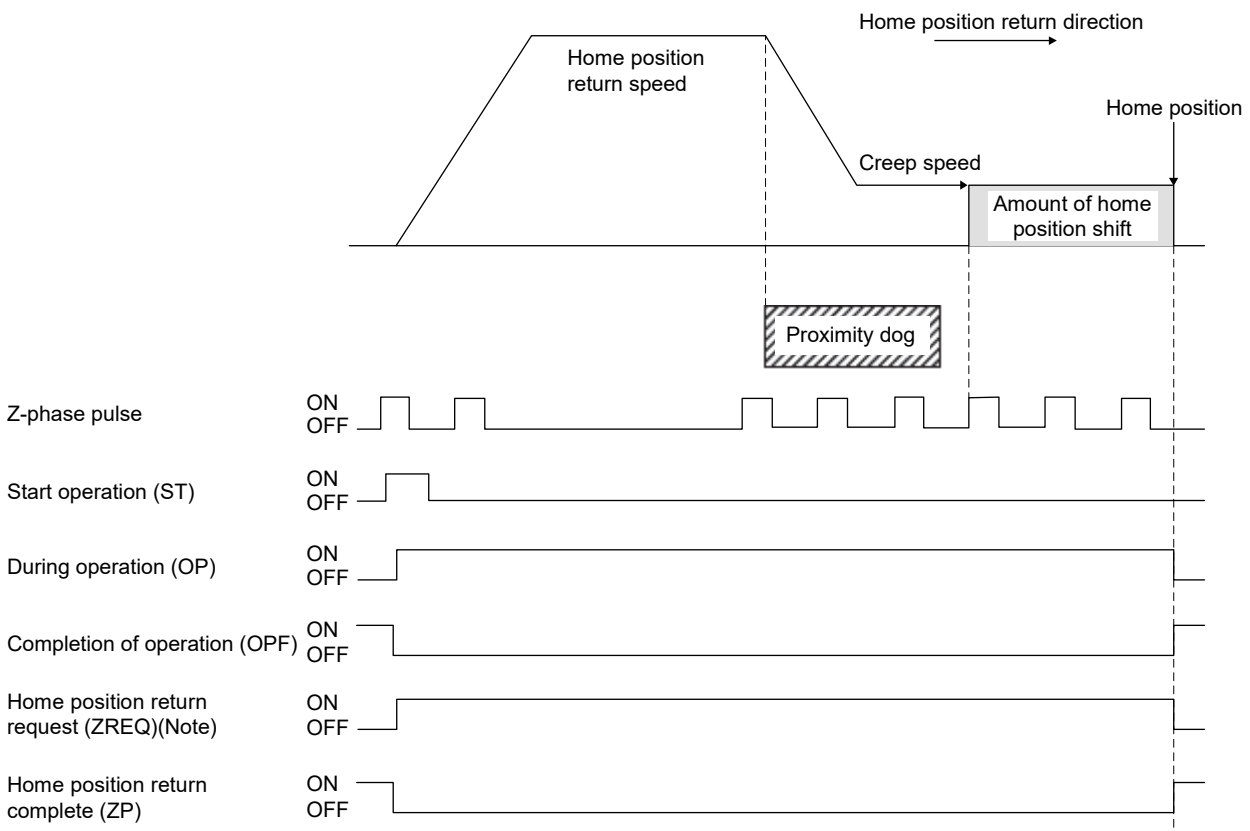 Home position return direction
Home position
return speed
Home position
Creep speed
Amount of home
position shift
Proximity dog
Z-phase pulse
ON
OFF
Start operation (ST)
ON
OFF
During operation (OP)
ON
OFF
Completion of operation (OPF)
ON
OFF
Home position return
request (ZREQ)(Note)
ON
OFF
Home position return
complete (ZP)
ON
OFF